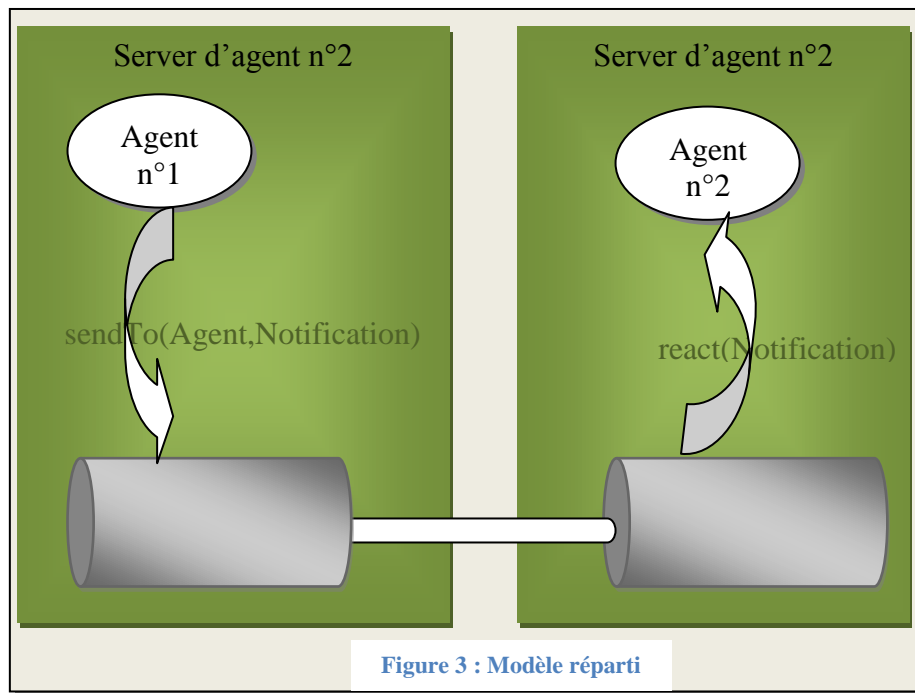 Server d'agent n°2
Agent
n°1
sendTo(Agent,Notification)
Server d'agent n°2
Agent
n°2
react(Notification)
Figure 3 : Modèle réparti